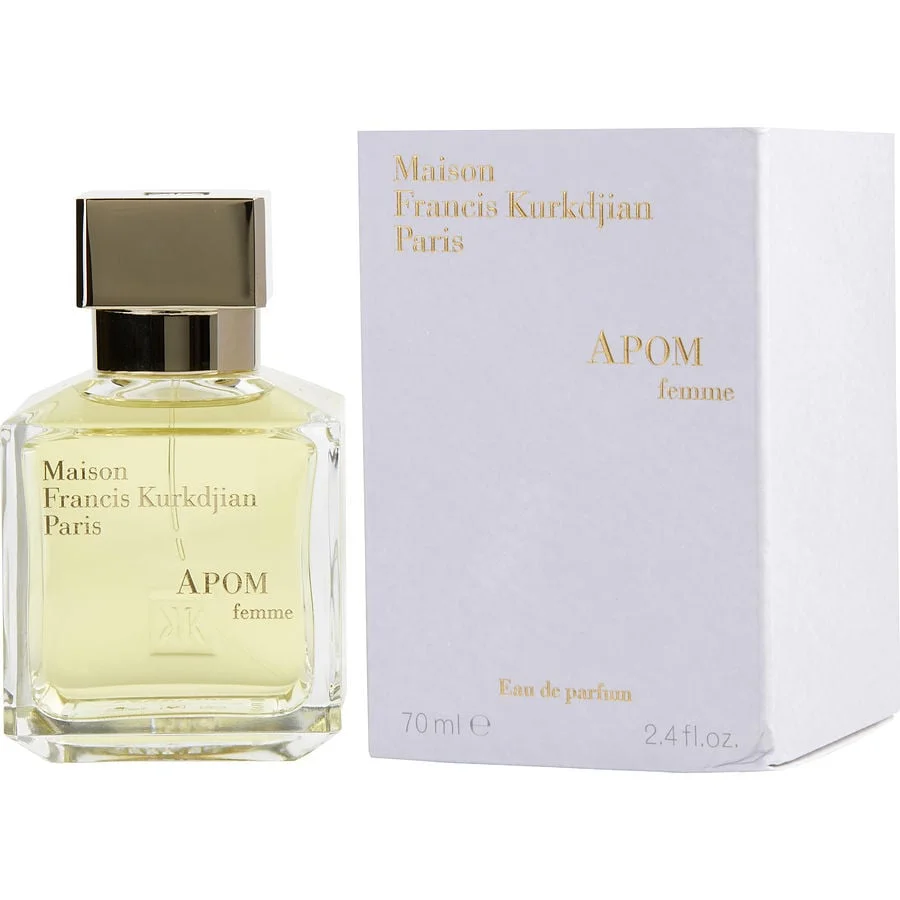 Maison
Francis Kurkdjian
Paris
APOM
femme
Maison
Francis Kurkdjian
Paris
APOM
femme
Eau de parfum
70 ml ℮
2.4 fl.oz.